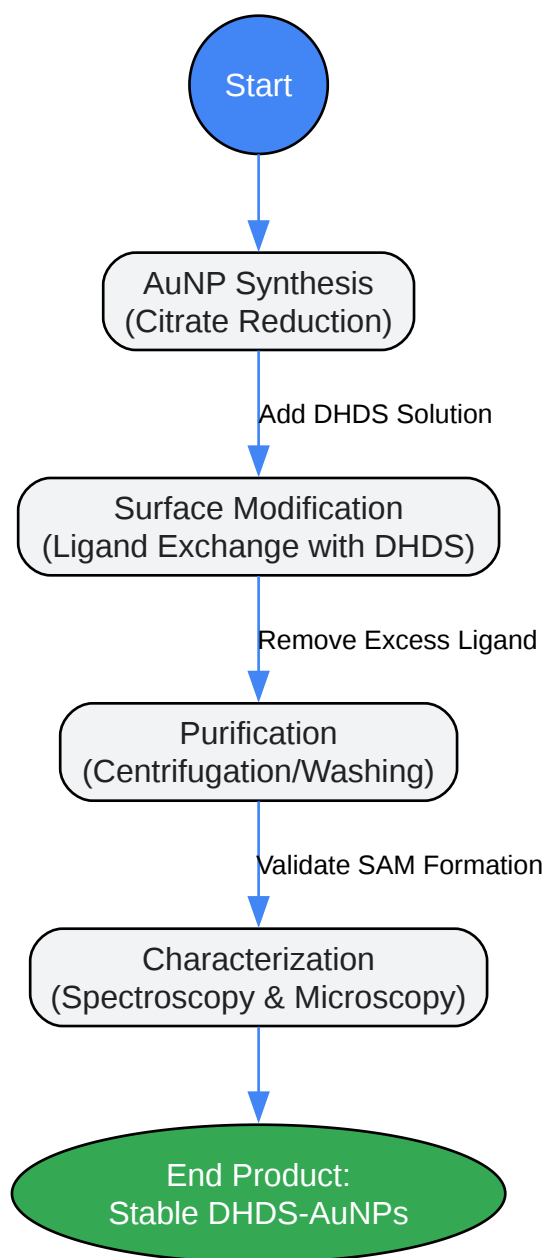 Start
AuNP Synthesis
(Citrate Reduction)
Add DHDS Solution
Surface Modification
(Ligand Exchange with DHDS)
Remove Excess Ligand
Purification
(Centrifugation/Washing)
Validate SAM Formation
Characterization
(Spectroscopy & Microscopy)
End Product:
Stable DHDS-AuNPs